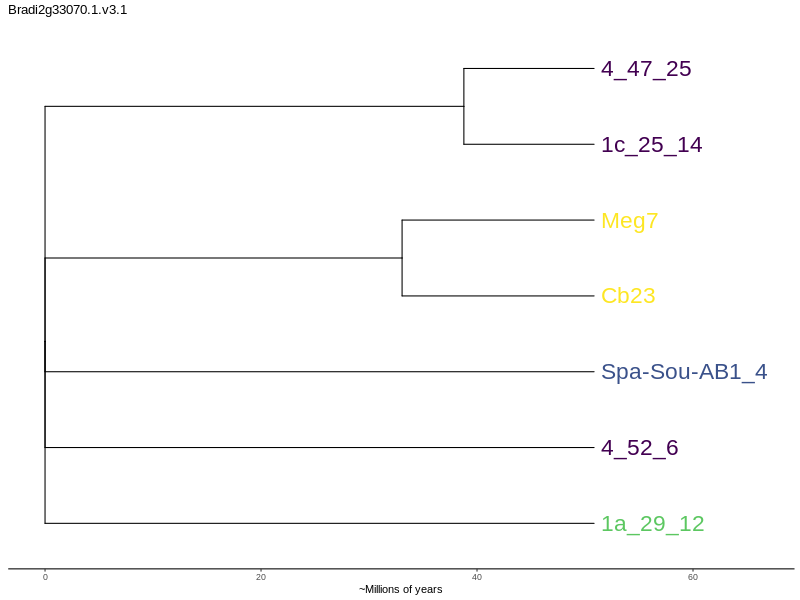 Bradi2g33070.1.v3.1
4_47_25
1c_25_14
Meg7
Cb23
Spa-Sou-AB1_4
4_52_6
1a_29_12
0 20 40 60
~Millions of years